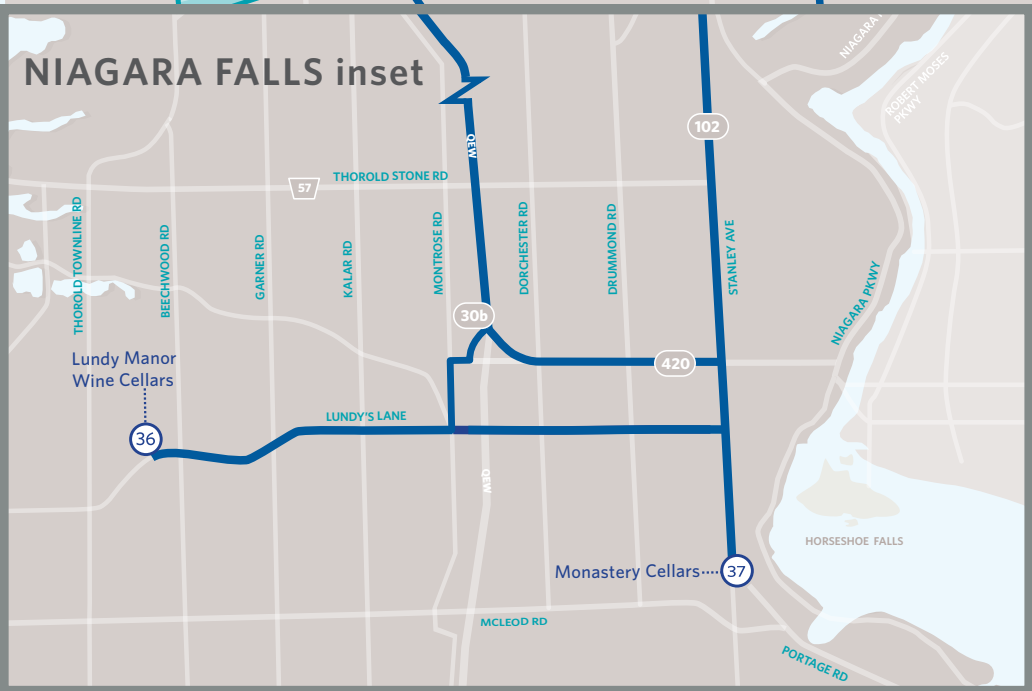 NIAGARA FALLS inset
NIAGARA
ROBERT MOSES
PKWY
102
QEW
THOROLD STONE RD
57
THOROLD TOWNLINE RD
BEECHWOOD RD
GARNER RD
KALAR RD
MONTROSE RD
DORCHESTER RD
DRUMMOND RD
STANLEY AVE
NIAGARA PKWY
30b
420
Lundy Manor
Wine Cellars
36
LUNDY'S LANE
QEW
HORSESHOE FALLS
Monastery Cellars
37
MCLEOD RD
PORTAGE RD